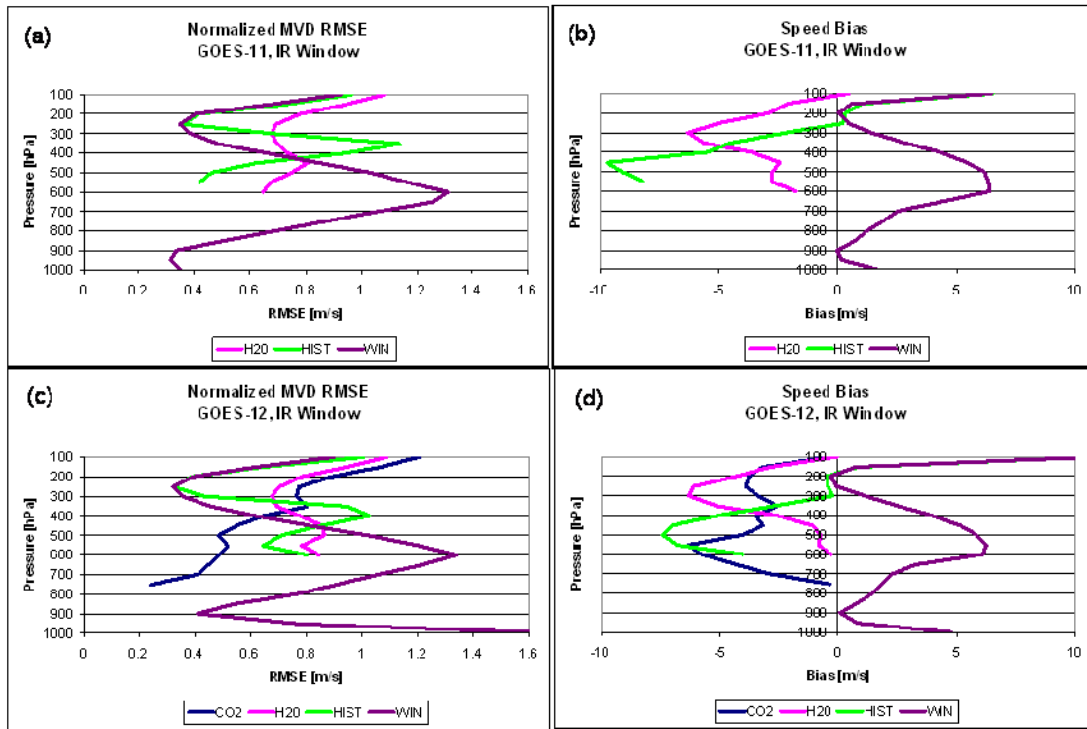 (a)
Normalized MVD RMSE
GOES-11, IR Window
Pressure [hPa]
100
200
300
400
500
600
700
800
900
1000
0 0.2 0.4 0.6 0.8 1 1.2 1.4 1.6
RMSE [m/s]
H20 HIST WIN
(b)
Speed Bias
GOES-11, IR Window
Pressure [hPa]
100
200
300
400
500
600
700
800
900
1000
-10 -5 0 5 10
Bias [m/s]
H20 HIST WIN
(c)
Normalized MVD RMSE
GOES-12, IR Window
Pressure [hPa]
100
200
300
400
500
600
700
800
900
1000
0 0.2 0.4 0.6 0.8 1 1.2 1.4 1.6
RMSE [m/s]
CO2 H20 HIST WIN
(d)
Speed Bias
GOES-12, IR Window
Pressure [hPa]
100
200
300
400
500
600
700
800
900
1000
-10 -5 0 5 10
Bias [m/s]
CO2 H20 HIST WIN